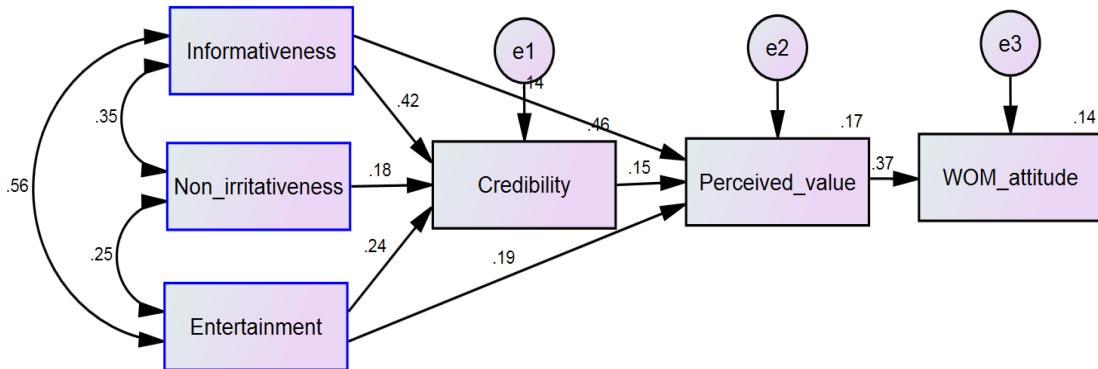 Informativeness
e1
e2
e3
.14
.42
.35
.46
.17
.14
.56
Non_irritativeness
.18
Credibility
.15
Perceived_value
.37
WOM_attitude
.25
.24
.19
Entertainment